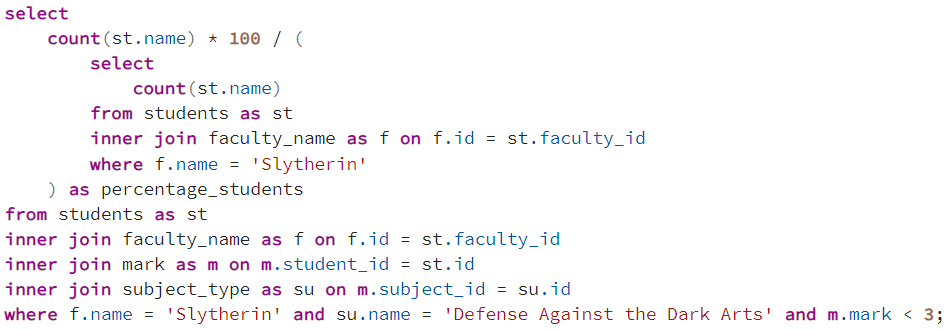 select
    count(st.name) * 100 / (
        select
            count(st.name)
        from students as st
        inner join faculty_name as f on f.id = st.faculty_id
        where f.name = 'Slytherin'
    ) as percentage_students
from students as st
inner join faculty_name as f on f.id = st.faculty_id
inner join mark as m on m.student_id = st.id
inner join subject_type as su on m.subject_id = su.id
where f.name = 'Slytherin' and su.name = 'Defense Against the Dark Arts' and m.mark < 3;